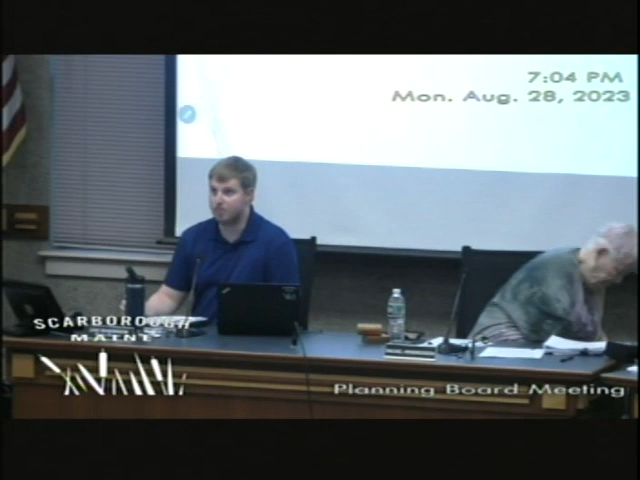 7:04 PM
Mon. Aug. 28, 2023
SCARBOROUGH
MAINE
Planning Board Meeting